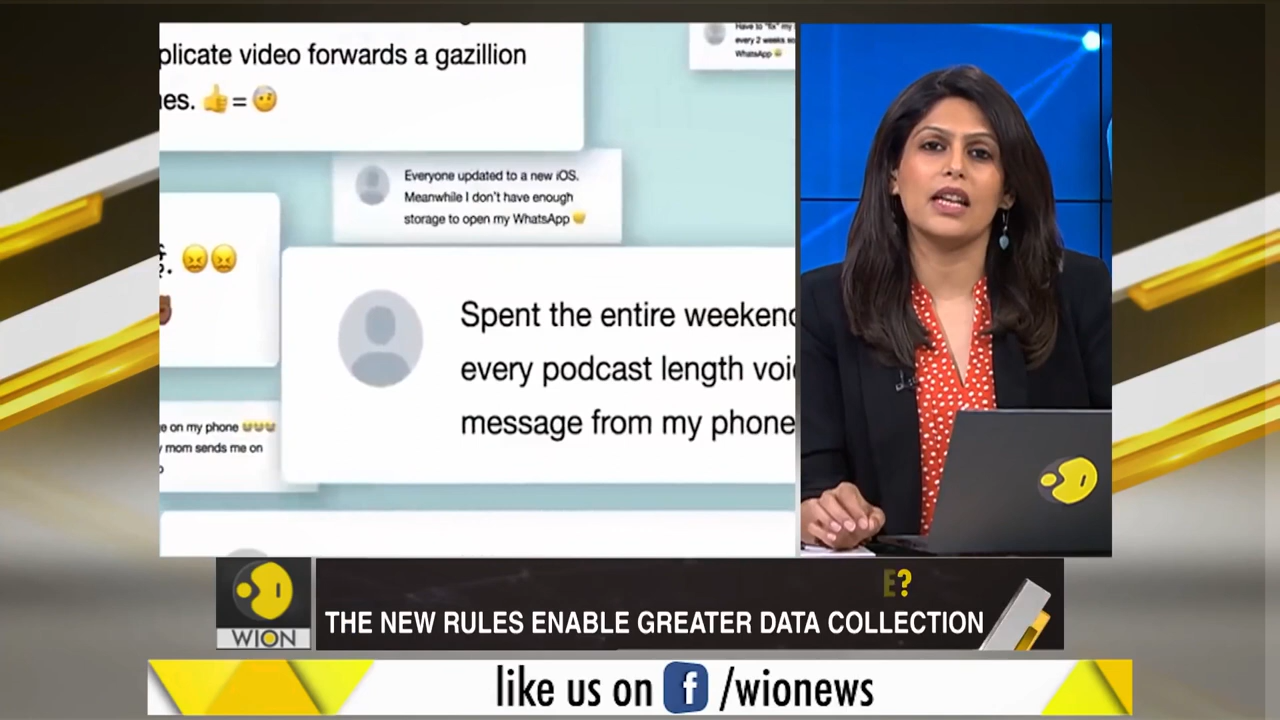 plicate video forwards a gazillion
es. 👍=🤕
Have to "fix" my
every 2 weeks so
WhatsApp
Everyone updated to a new iOS.
Meanwhile I don't have enough
storage to open my WhatsApp
Spent the entire weekend
every podcast length voi
message from my phone
e on my phone 😭😭😭
mom sends me on
E?
THE NEW RULES ENABLE GREATER DATA COLLECTION
WION
like us on f /wionews